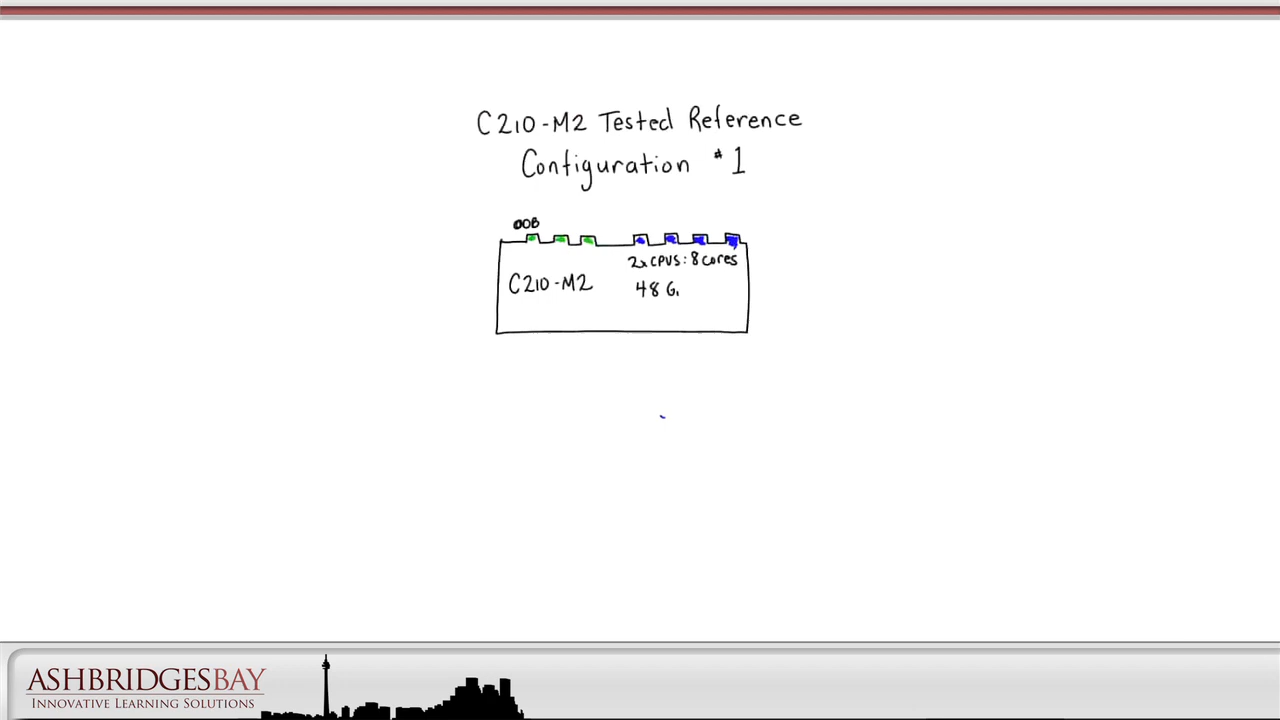 C210-M2 Tested Reference
Configuration #1
OOB
2x CPUS: 8 cores
C210-M2
48 G.
ASHBRIDGESBAY
INNOVATIVE LEARNING SOLUTIONS